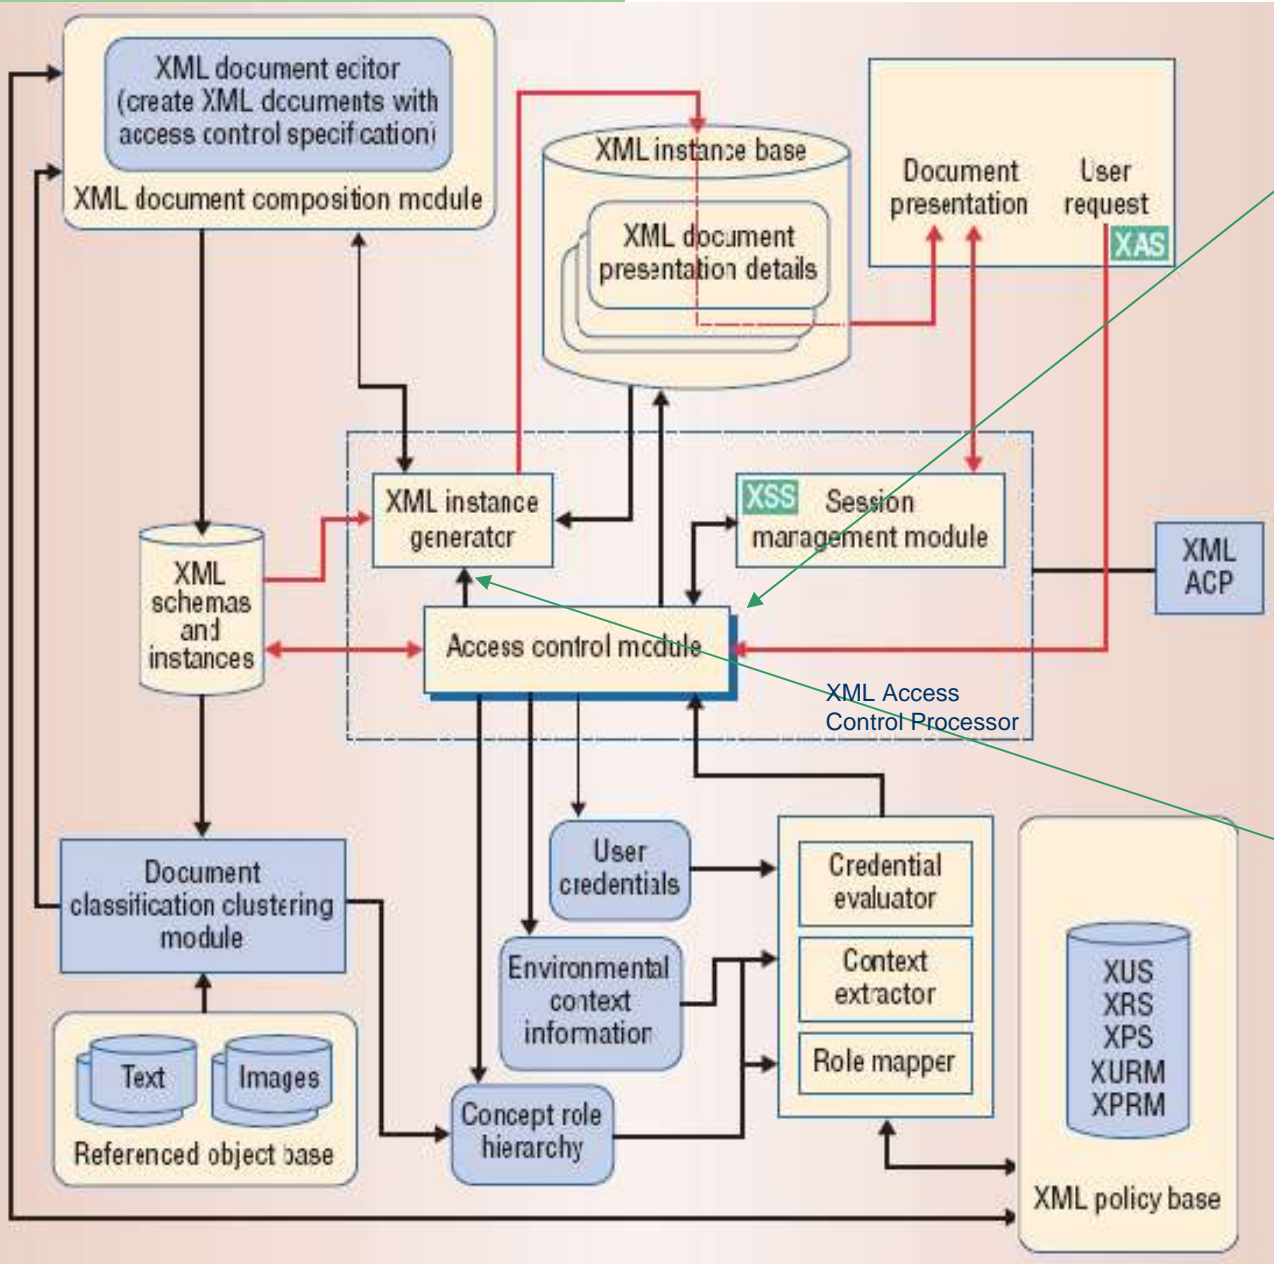 XML document editor
(create XML documents with
access control specification)
XML document composition module
XML instance base
XML document
presentation details
Document
presentation
User
request
XAS
XML instance
generator
XSS
Session
management module
XML
ACP
XML
schemas
and
instances
Access control module
XML Access
Control Processor
Document
classification clustering
module
User
credentials
Credential
evaluator
Environmental
context
information
Context
extractor
Role mapper
XUS
XRS
XPS
XURM
XPRM
Text
Images
Referenced object base
Concept role
hierarchy
XML policy base